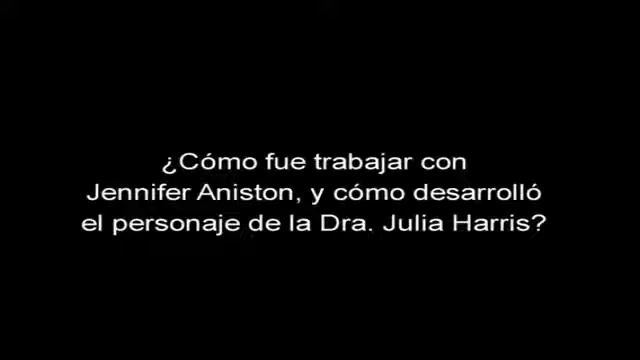 ¿Cómo fue trabajar con
Jennifer Aniston, y cómo desarrolló
el personaje de la Dra. Julia Harris?